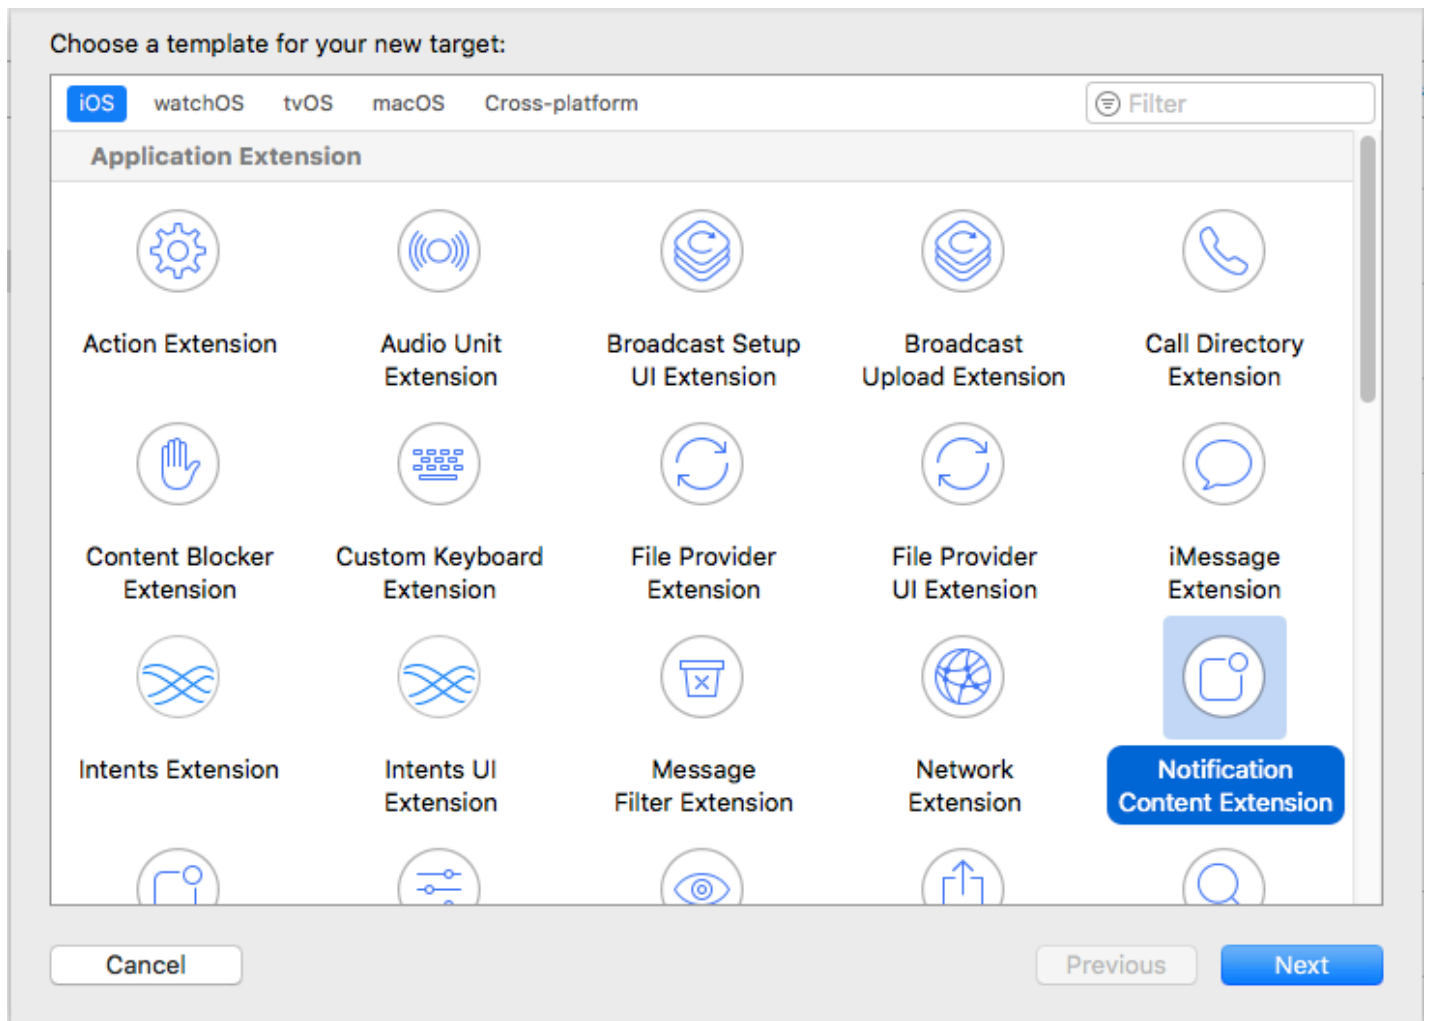 Choose a template for your new target:
iOS watchOS tvOS macOS Cross-platform Filter
Application Extension
Action Extension
Audio Unit
Extension
Broadcast Setup
UI Extension
Broadcast
Upload Extension
Call Directory
Extension
Content Blocker
Extension
Custom Keyboard
Extension
File Provider
Extension
File Provider
UI Extension
iMessage
Extension
Intents Extension
Intents UI
Extension
Message
Filter Extension
Network
Extension
Notification
Content Extension
Cancel Previous Next